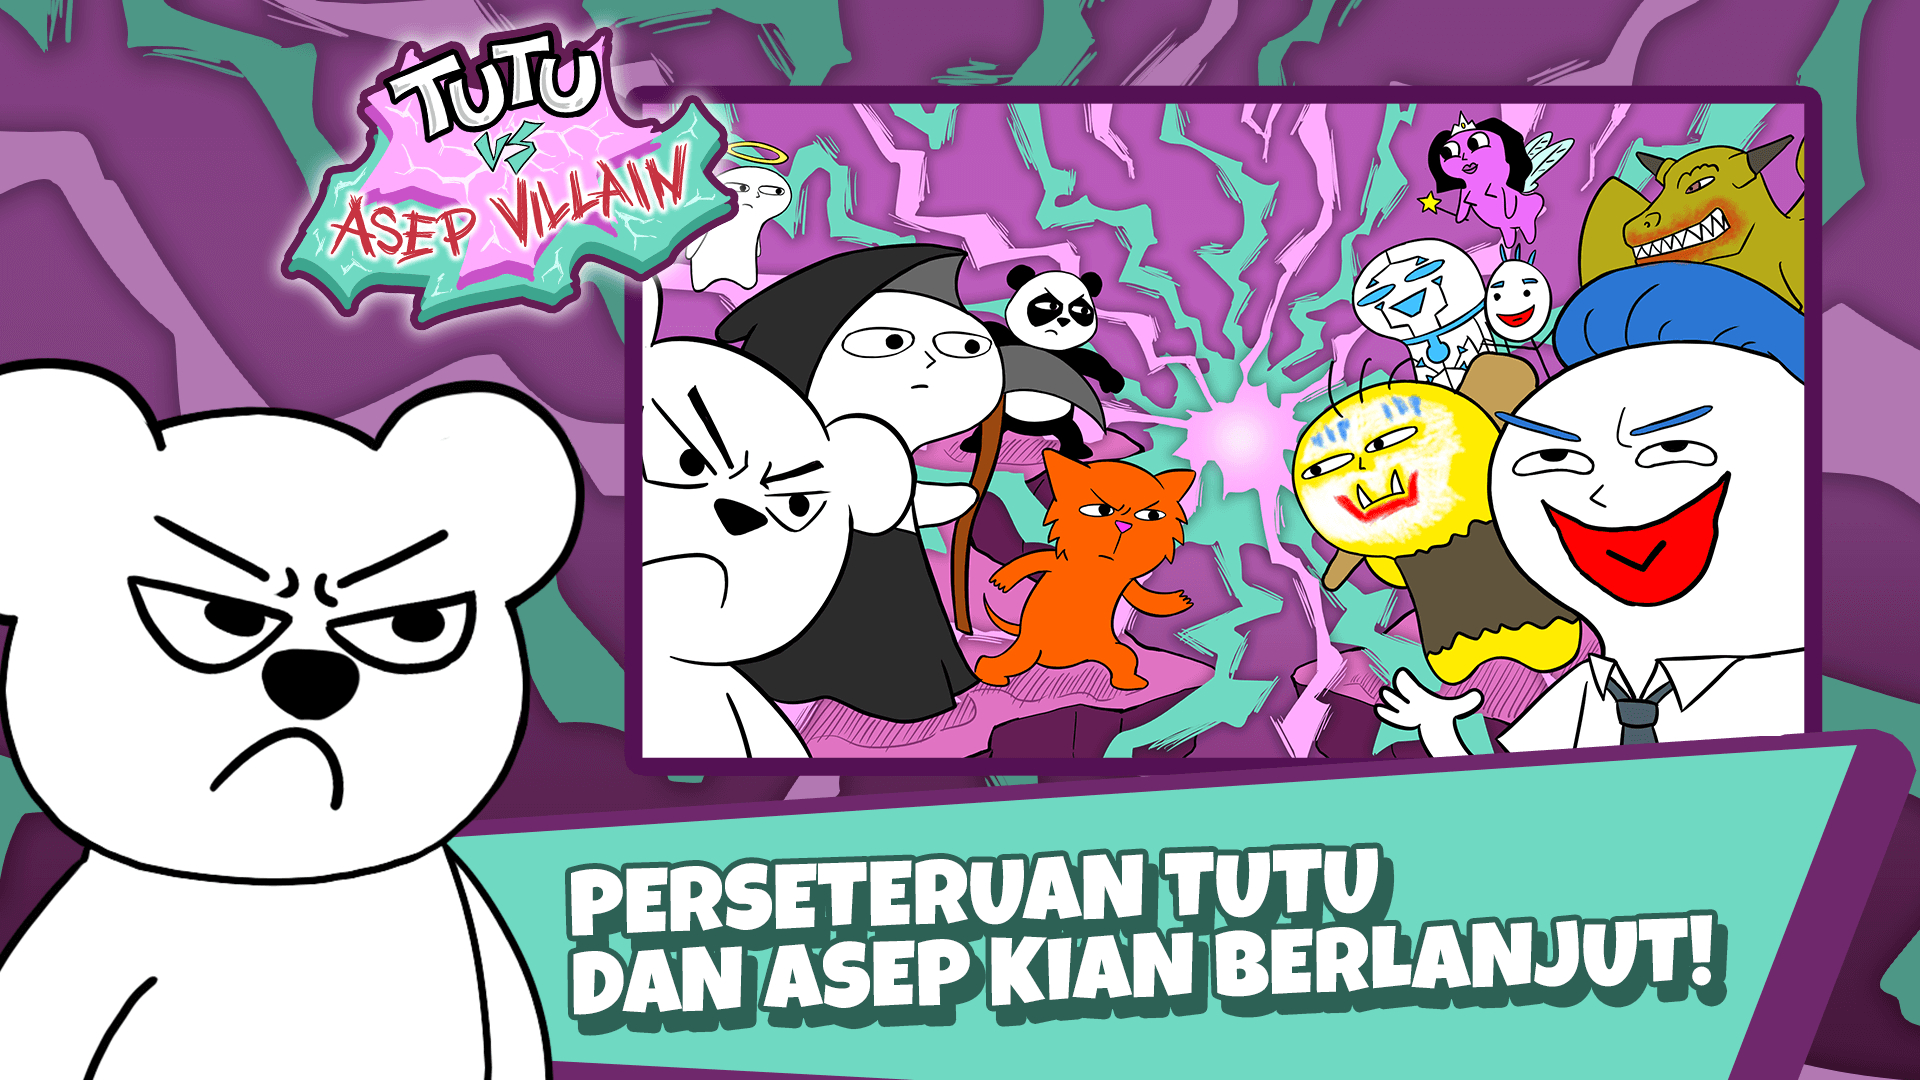 TUTU
VS
ASEP VILLAIN
PERSETERUAN TUTU
DAN ASEP KIAN BERLANJUT!